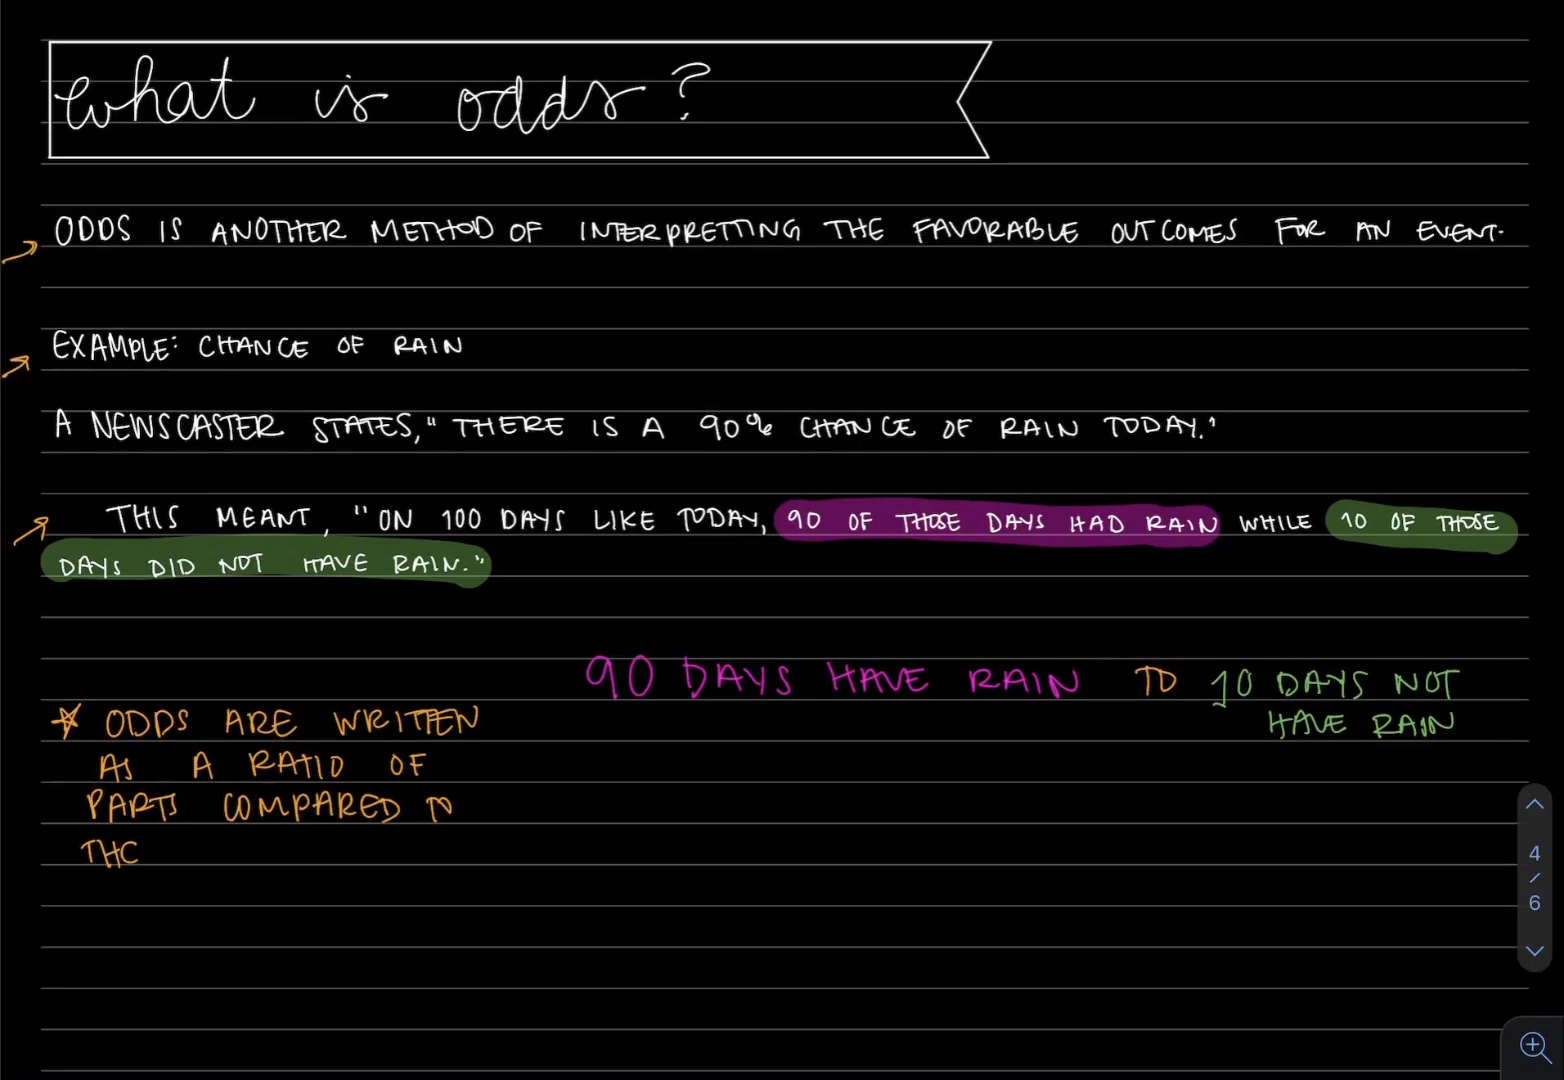 What is odds?
ODDS IS ANOTHER METHOD OF INTERPRETTING THE FAVORABLE OUTCOMES FOR AN EVENT.
EXAMPLE: CHANCE OF RAIN
A NEWSCASTER STATES, "THERE IS A 90% CHANCE OF RAIN TODAY."
THIS MEANT, "ON 100 DAYS LIKE TODAY, 90 OF THOSE DAYS HAD RAIN WHILE 10 OF THOSE
DAYS DID NOT HAVE RAIN."
90 DAYS HAVE RAIN TO 10 DAYS NOT
HAVE RAIN
☆ ODDS ARE WRITTEN
AS A RATIO OF
PARTS COMPARED TO
THC
4
/
6